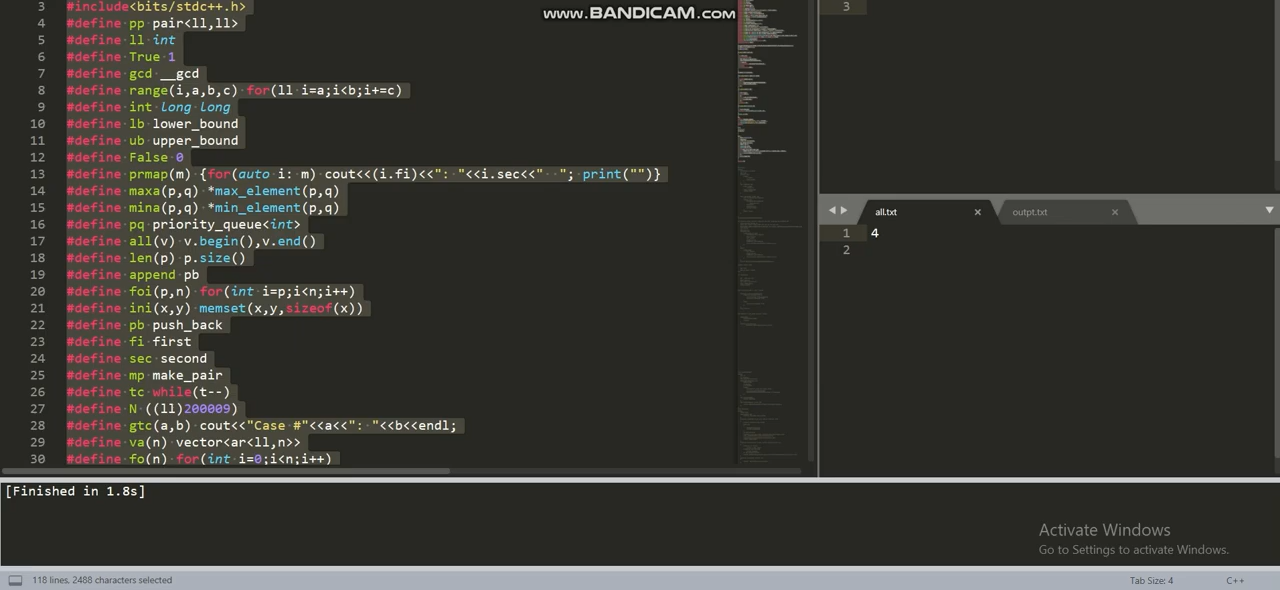 www.BANDICAM.com
3 #include<bits/stdc++.h>
4 #define pp pair<ll,ll>
5 #define ll int
6 #define True 1
7 #define gcd __gcd
8 #define range(i,a,b,c) for(ll i=a;i<b;i+=c)
9 #define int long long
10 #define lb lower_bound
11 #define ub upper_bound
12 #define False 0
13 #define prmap(m) {for(auto i: m) cout<<(i.fi)<<": "<<i.sec<<"  "; print("")}
14 #define maxa(p,q) *max_element(p,q)
15 #define mina(p,q) *min_element(p,q)
16 #define pq priority_queue<int>
17 #define all(v) v.begin(),v.end()
18 #define len(p) p.size()
19 #define append pb
20 #define foi(p,n) for(int i=p;i<n;i++)
21 #define ini(x,y) memset(x,y,sizeof(x))
22 #define pb push_back
23 #define fi first
24 #define sec second
25 #define mp make_pair
26 #define tc while(t--)
27 #define N ((ll)200009)
28 #define gtc(a,b) cout<<"Case #"<<a<<": "<<b<<endl;
29 #define va(n) vector<ar<ll,n>>
30 #define fo(n) for(int i=0;i<n;i++)
3
all.txt
outpt.txt
1 4
2
[Finished in 1.8s]
Activate Windows
Go to Settings to activate Windows.
118 lines, 2488 characters selected
Tab Size: 4
C++